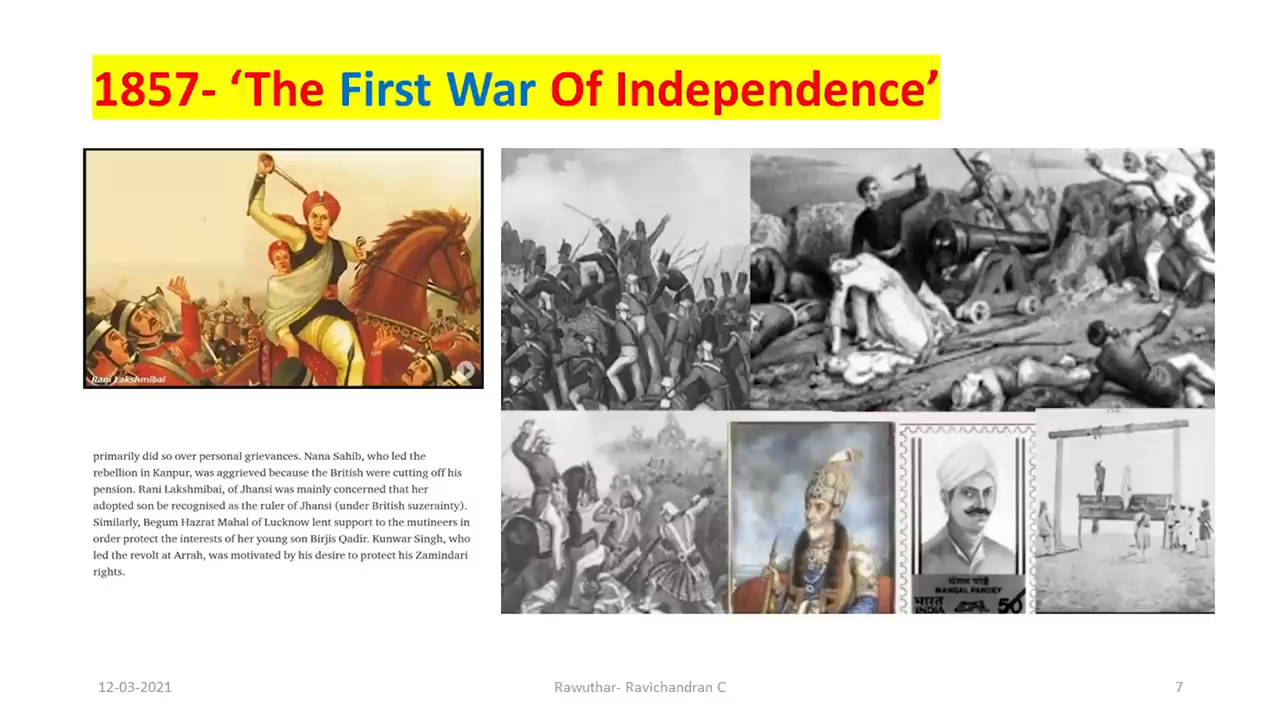 1857- ‘The First War Of Independence’
Rani Lakshmibai
primarily did so over personal grievances. Nana Sahib, who led the
rebellion in Kanpur, was aggrieved because the British were cutting off his
pension. Rani Lakshmibai, of Jhansi was mainly concerned that her
adopted son be recognised as the ruler of Jhansi (under British suzerainty).
Similarly, Begum Hazrat Mahal of Lucknow lent support to the mutineers in
order protect the interests of her young son Birjis Qadir. Kunwar Singh, who
led the revolt at Arrah, was motivated by his desire to protect his Zamindari
rights.
मंगल पांडे
MANGAL PANDEY
भारत
INDIA
50
12-03-2021
Rawuthar- Ravichandran C
7